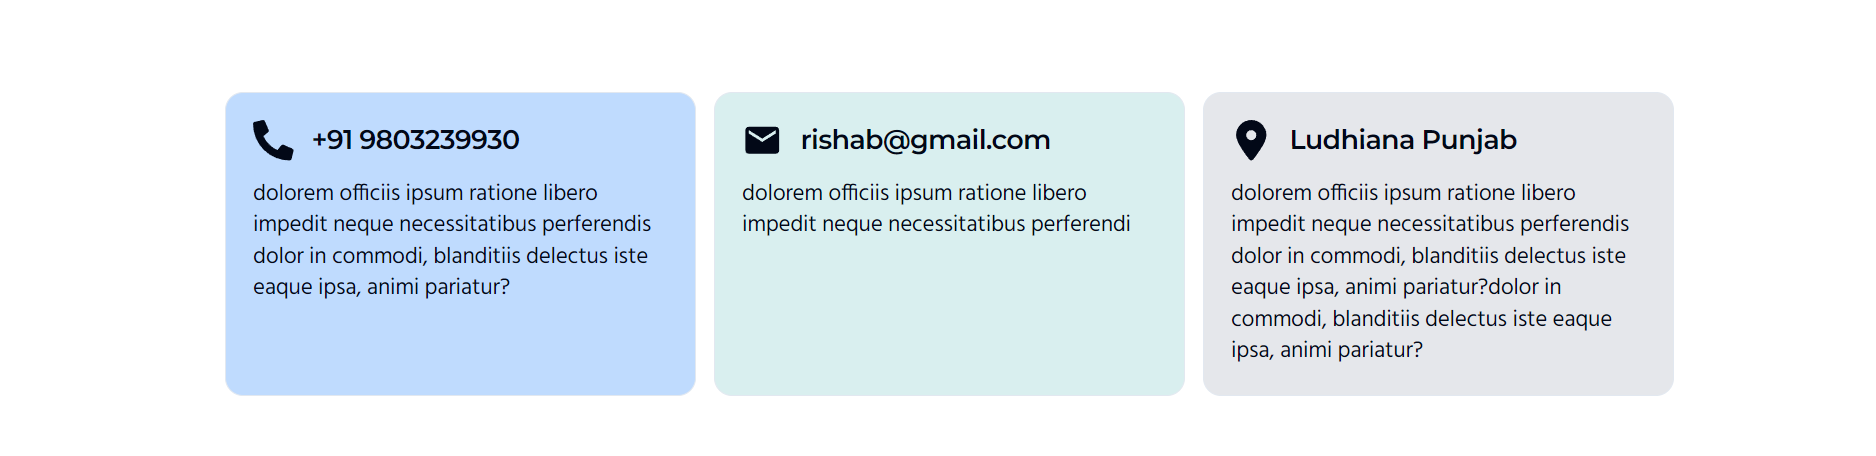 +91 9803239930
dolorem officiis ipsum ratione libero
impedit neque necessitatibus perferendis
dolor in commodi, blanditiis delectus iste
eaque ipsa, animi pariatur?
rishab@gmail.com
dolorem officiis ipsum ratione libero
impedit neque necessitatibus perferendi
Ludhiana Punjab
dolorem officiis ipsum ratione libero
impedit neque necessitatibus perferendis
dolor in commodi, blanditiis delectus iste
eaque ipsa, animi pariatur?dolor in
commodi, blanditiis delectus iste eaque
ipsa, animi pariatur?